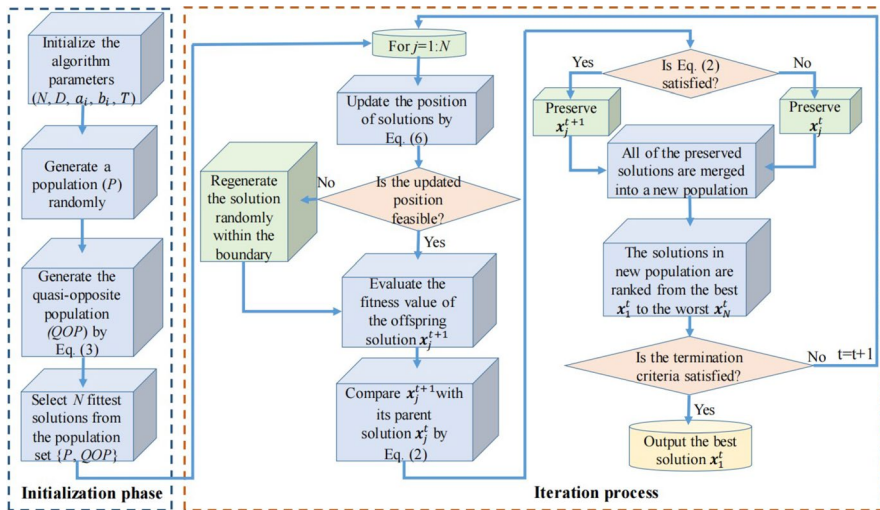 Initialize the
algorithm
parameters
(N, D, a_i, b_i, T)
Generate a
population (P)
randomly
Generate the
quasi-opposite
population
(QOP) by
Eq. (3)
Select N fittest
solutions from
the population
set {P, QOP}
Initialization phase
For j=1:N
Update the position
of solutions by
Eq. (6)
Is the updated
position
feasible?
No
Yes
Regenerate
the solution
randomly
within the
boundary
Evaluate the
fitness value of
the offspring
solution x_j^{t+1}
Compare x_j^{t+1} with
its parent
solution x_j^t by
Eq. (2)
Is Eq. (2)
satisfied?
Yes
No
Preserve
x_j^{t+1}
Preserve
x_j^t
All of the preserved
solutions are merged
into a new population
The solutions in
new population are
ranked from the best
x_1^t to the worst x_N^t
Is the termination
criteria satisfied?
No
t=t+1
Yes
Output the best
solution x_1^t
Iteration process